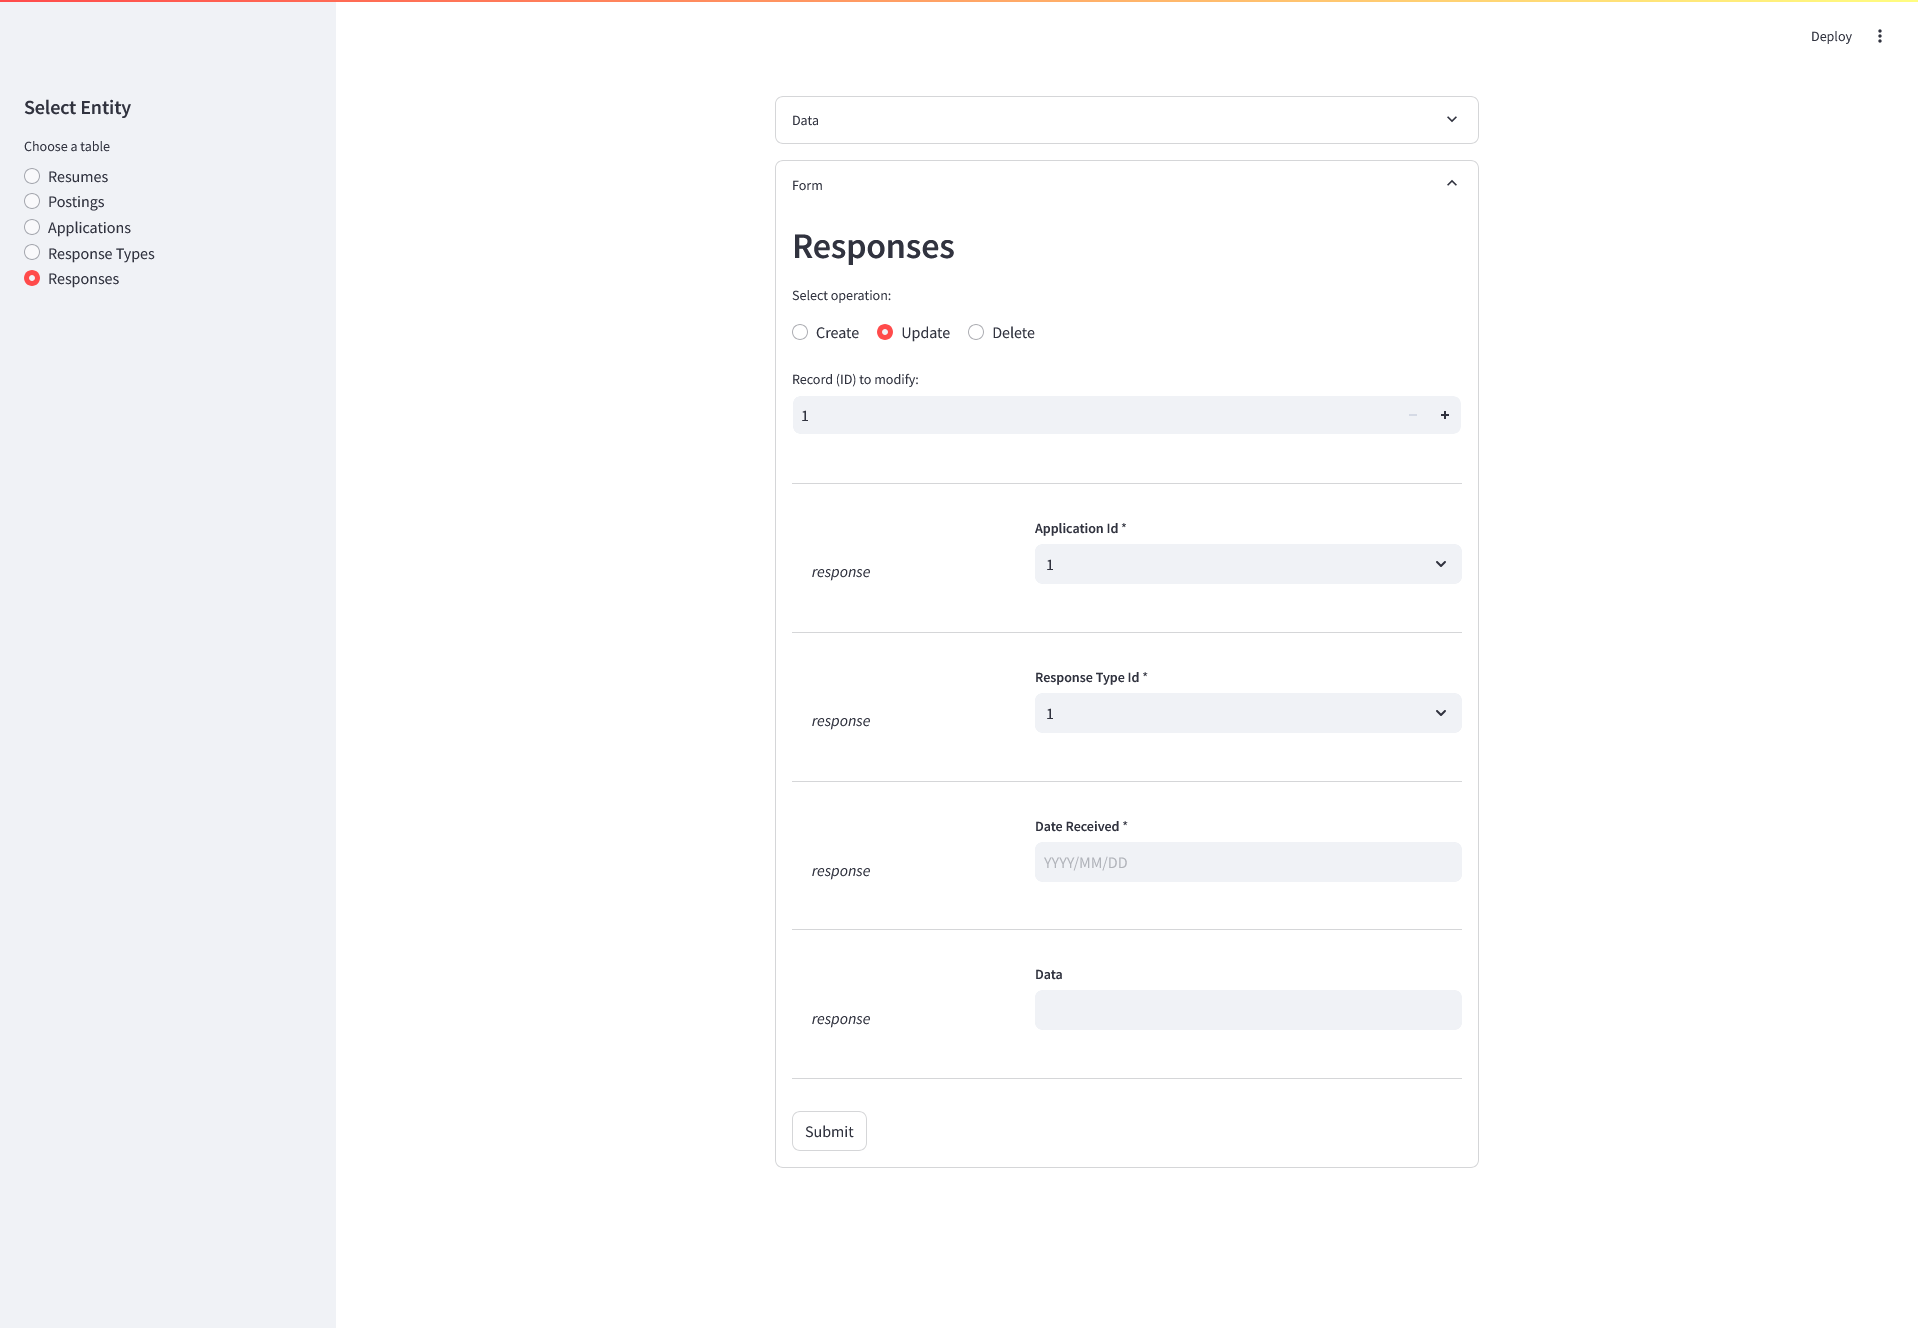 Deploy
Select Entity
Choose a table
Resumes
Postings
Applications
Response Types
Responses
Data
Form
Responses
Select operation:
Create Update Delete
Record (ID) to modify:
1
Application Id *
response
1
Response Type Id *
response
1
Date Received *
response
YYYY/MM/DD
Data
response
Submit